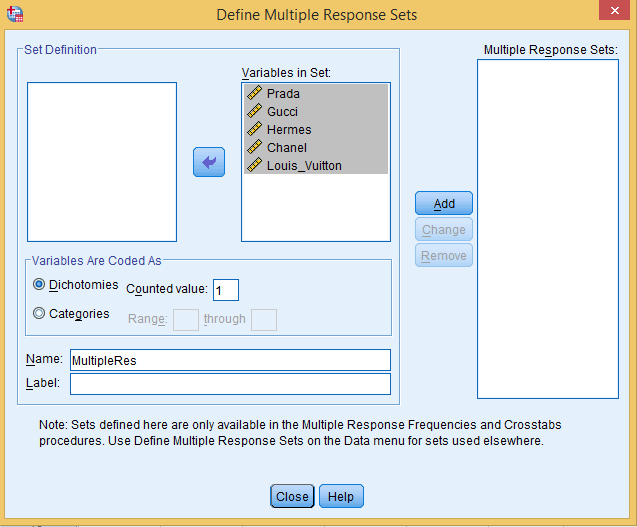 Define Multiple Response Sets
Set Definition
Variables in Set:
Prada
Gucci
Hermes
Chanel
Louis_Vuitton
Variables Are Coded As
Dichotomies Counted value: 1
Categories Range: through
Name: MultipleRes
Label:
Multiple Response Sets:
Add
Change
Remove
Note: Sets defined here are only available in the Multiple Response Frequencies and Crosstabs
procedures. Use Define Multiple Response Sets on the Data menu for sets used elsewhere.
Close Help